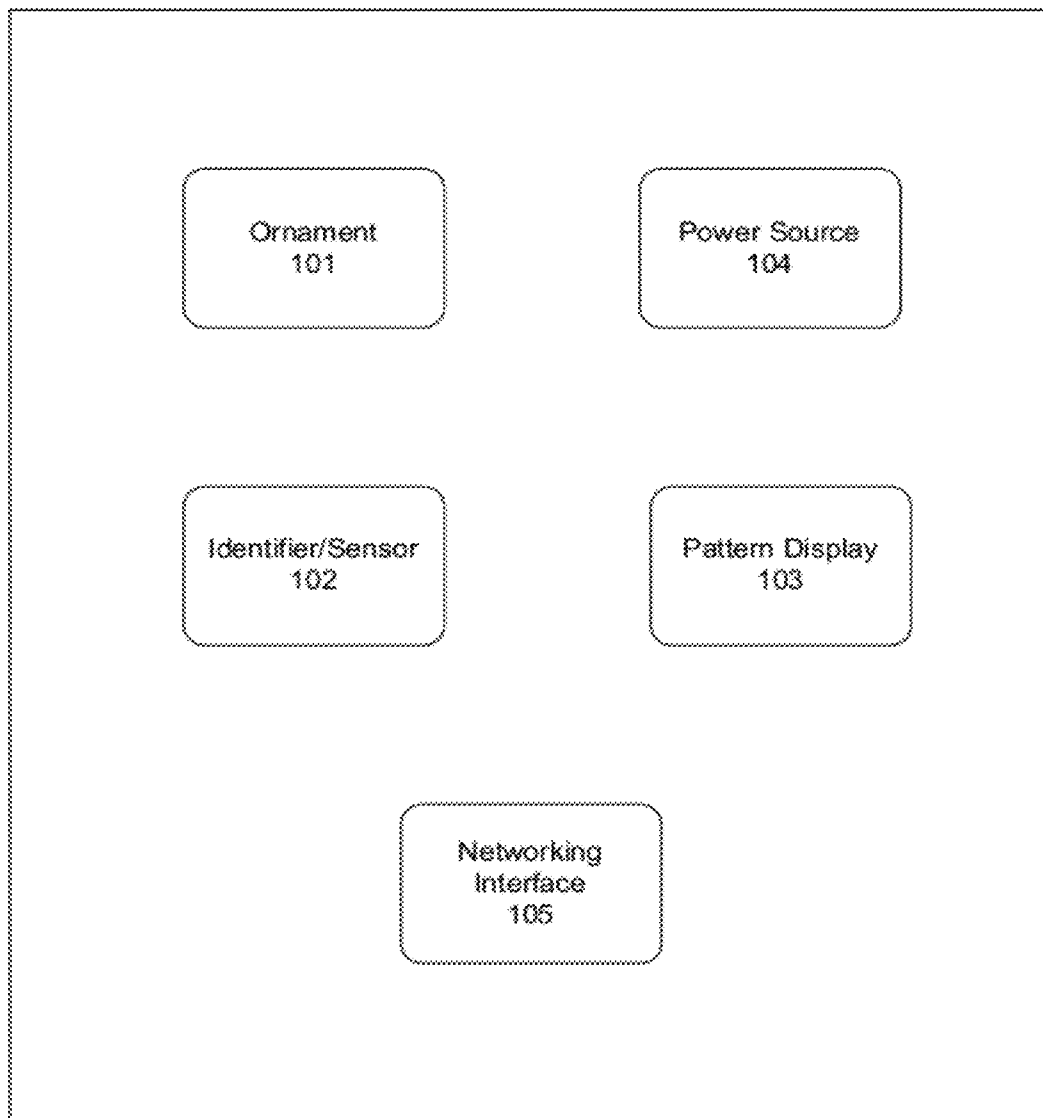 Ornament
101
Power Source
104
Identifier/Sensor
102
Pattern Display
103
Networking
Interface
105